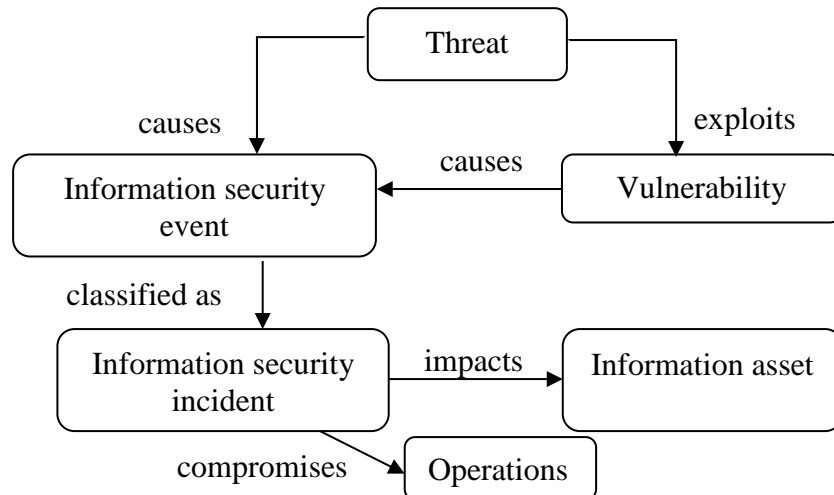 Threat
causes
exploits
Information security
event
causes
Vulnerability
classified as
Information security
incident
impacts
Information asset
compromises
Operations